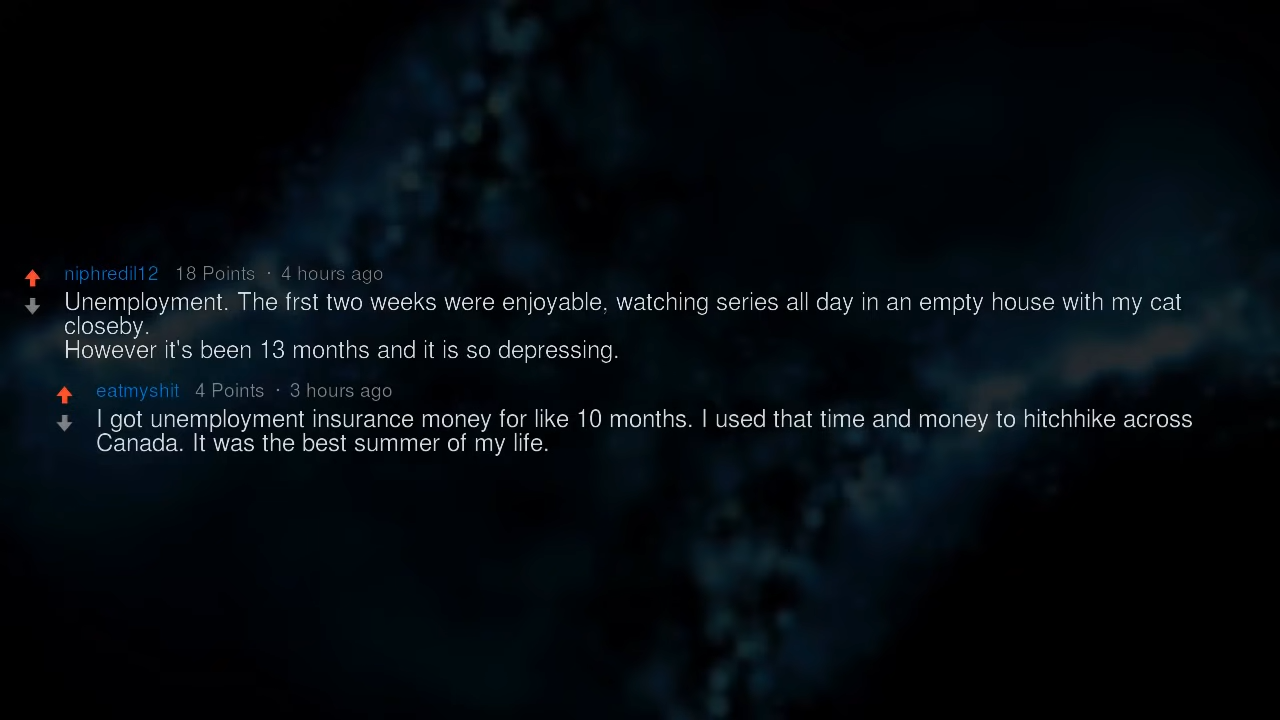 niphredil12 18 Points · 4 hours ago
Unemployment. The frst two weeks were enjoyable, watching series all day in an empty house with my cat
closeby.
However it's been 13 months and it is so depressing.
eatmyshit 4 Points · 3 hours ago
I got unemployment insurance money for like 10 months. I used that time and money to hitchhike across
Canada. It was the best summer of my life.